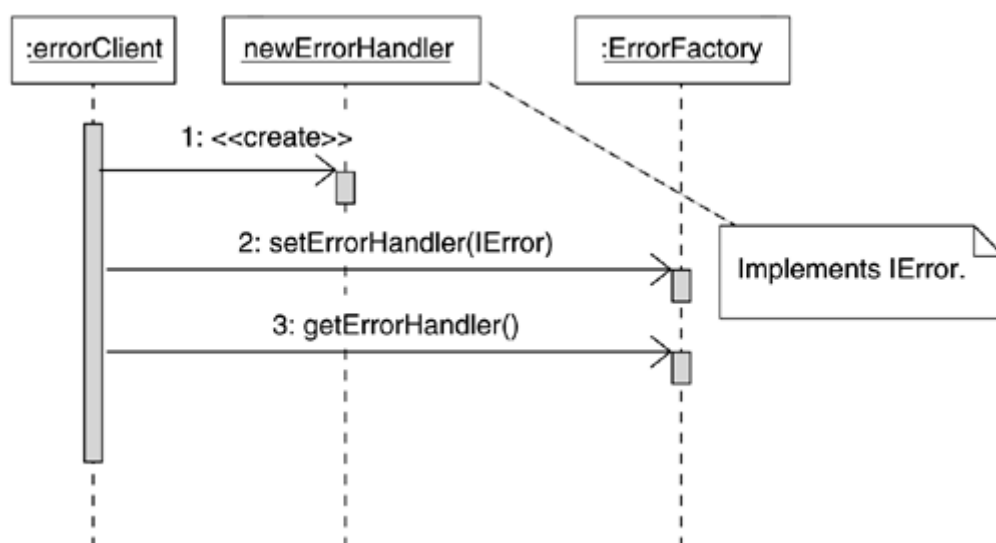 :errorClient
newErrorHandler
:ErrorFactory
1: <<create>>
2: setErrorHandler(IError)
Implements IError.
3: getErrorHandler()